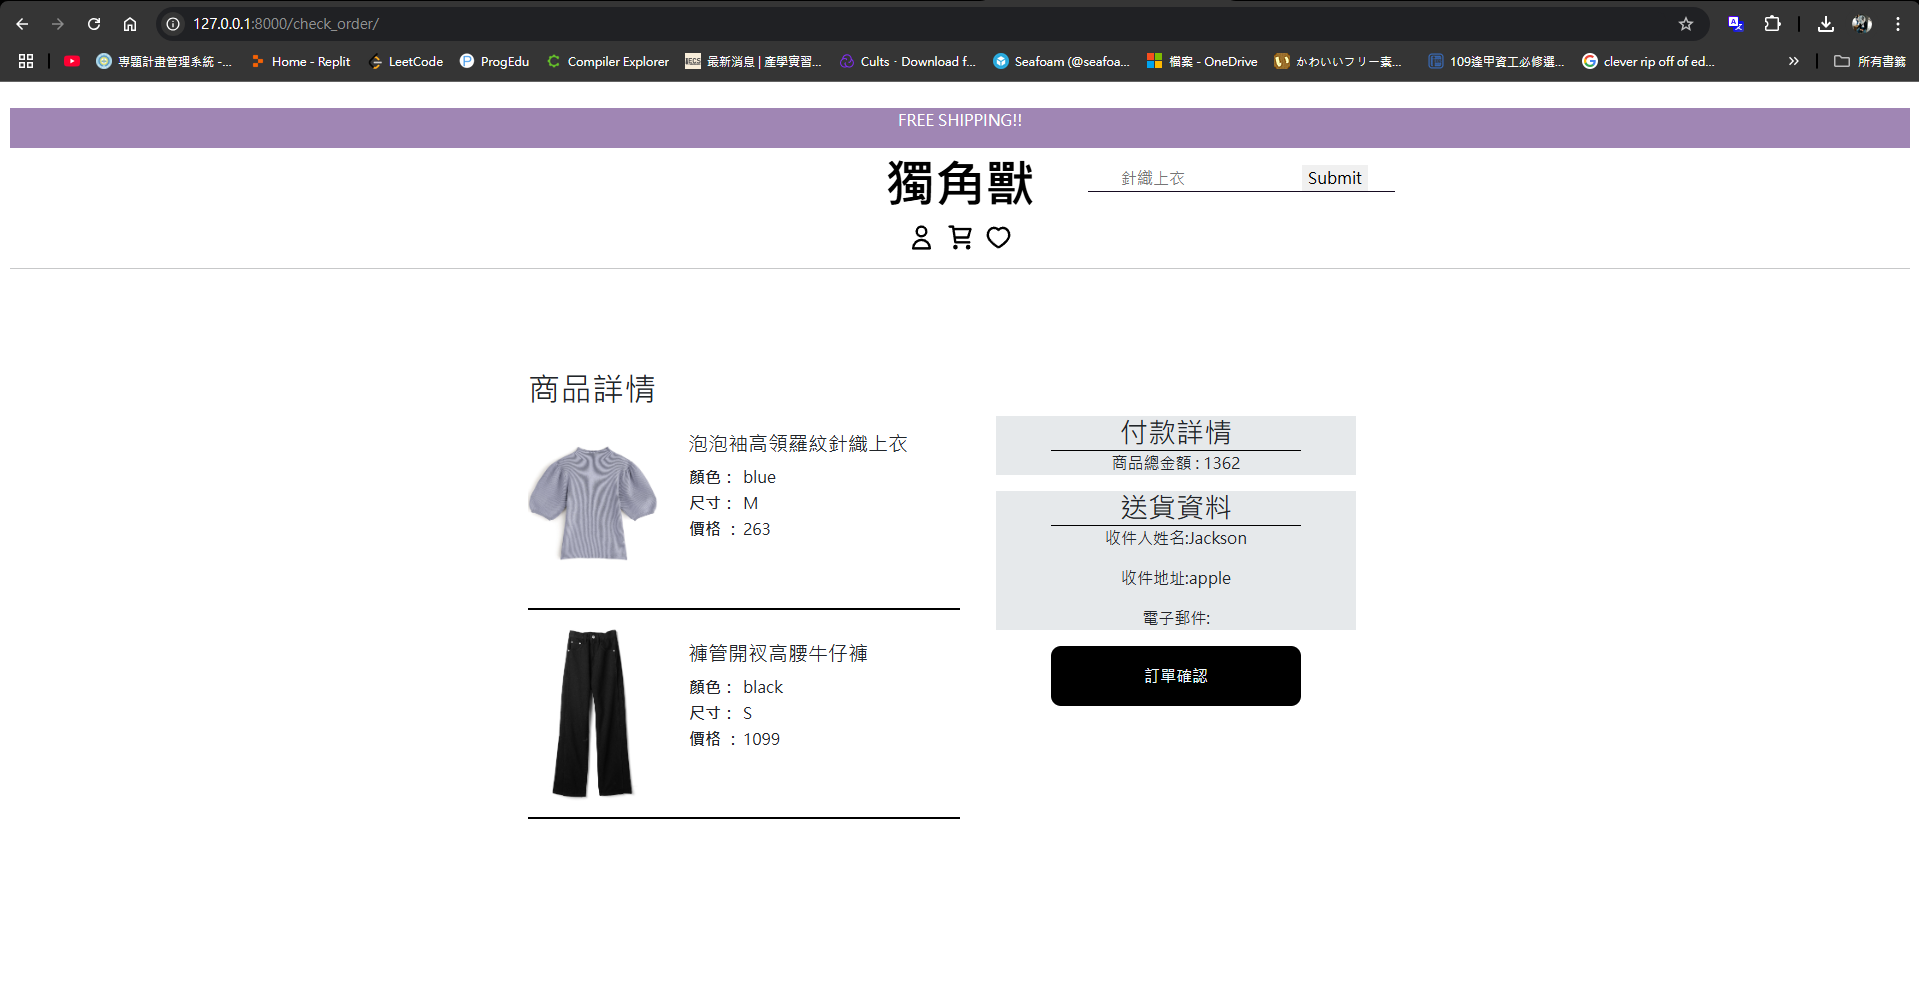 127.0.0.1:8000/check_order/
專題計畫管理系統 -...
Home - Replit
LeetCode
ProgEdu
Compiler Explorer
最新消息 | 產學實習...
Cults · Download f...
Seafoam (@seafoa...
檔案 - OneDrive
かわいいフリー素...
109逢甲資工必修選...
clever rip off of ed...
所有書籤
FREE SHIPPING!!
獨角獸
針織上衣
Submit
商品詳情
泡泡袖高領羅紋針織上衣
顏色： blue
尺寸： M
價格 ：263
褲管開衩高腰牛仔褲
顏色： black
尺寸： S
價格 ：1099
付款詳情
商品總金額 : 1362
送貨資料
收件人姓名:Jackson
收件地址:apple
電子郵件:
訂單確認